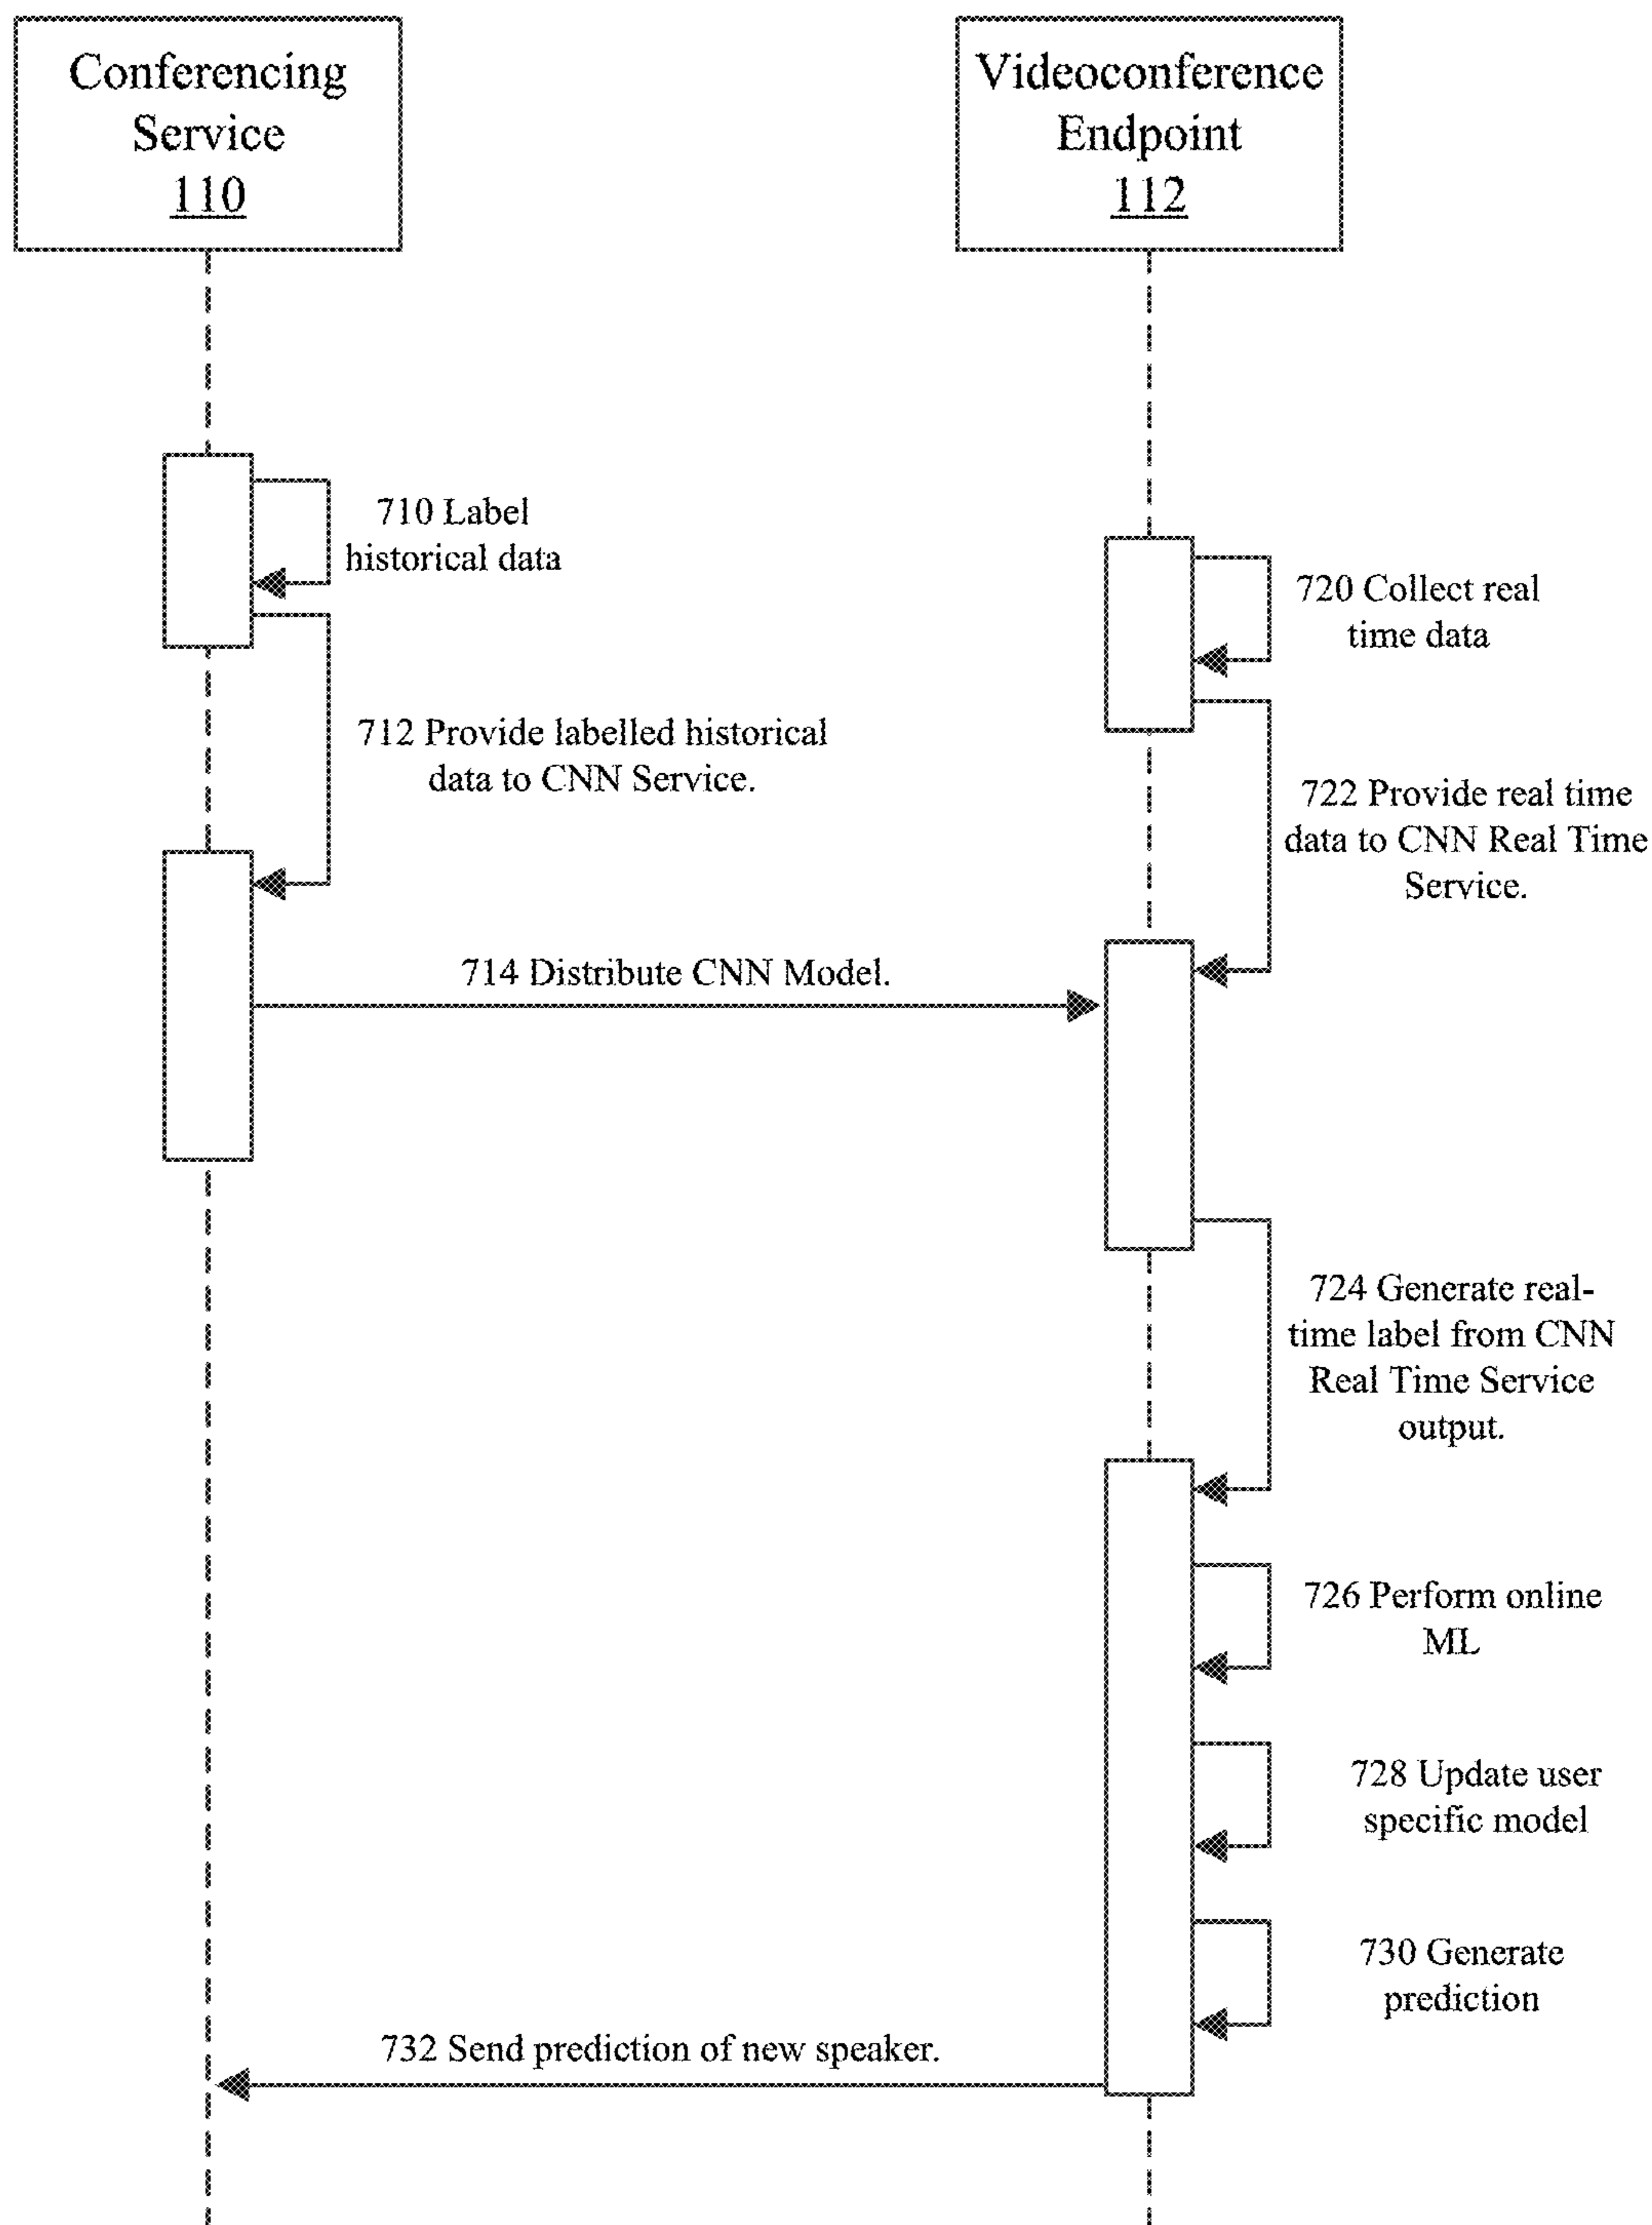 Conferencing
Service
110
Videoconference
Endpoint
112
710 Label
historical data
720 Collect real
time data
712 Provide labelled historical
data to CNN Service.
722 Provide real time
data to CNN Real Time
Service.
714 Distribute CNN Model.
724 Generate real-
time label from CNN
Real Time Service
output.
726 Perform online
ML
728 Update user
specific model
730 Generate
prediction
732 Send prediction of new speaker.